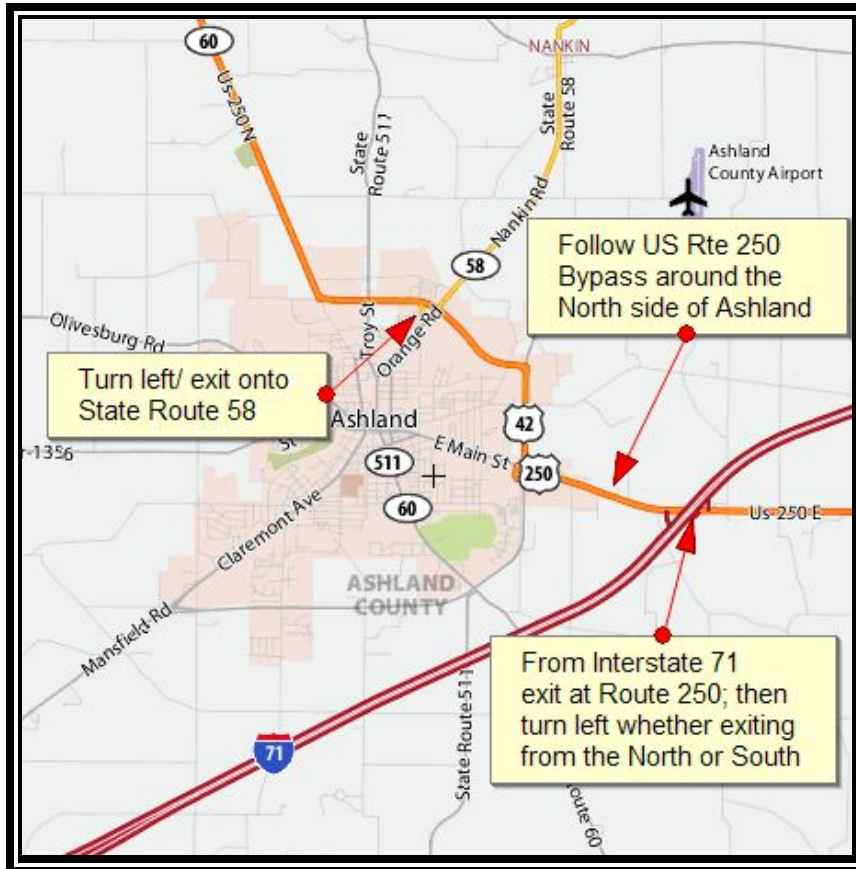 60
NANKIN
Us 250 N
State
Route 511
State
Route 58
Nankin Rd
Ashland
County Airport
58
Follow US Rte 250
Bypass around the
North side of Ashland
Olivesburg Rd
Troy St
Orange Rd
Turn left/ exit onto
State Route 58
Ashland
42
E Main St
-1356
511
250
60
Us 250 E
Claremont Ave
ASHLAND
COUNTY
Mansfield Rd
From Interstate 71
exit at Route 250; then
turn left whether exiting
from the North or South
71
State Route 511
Route 60